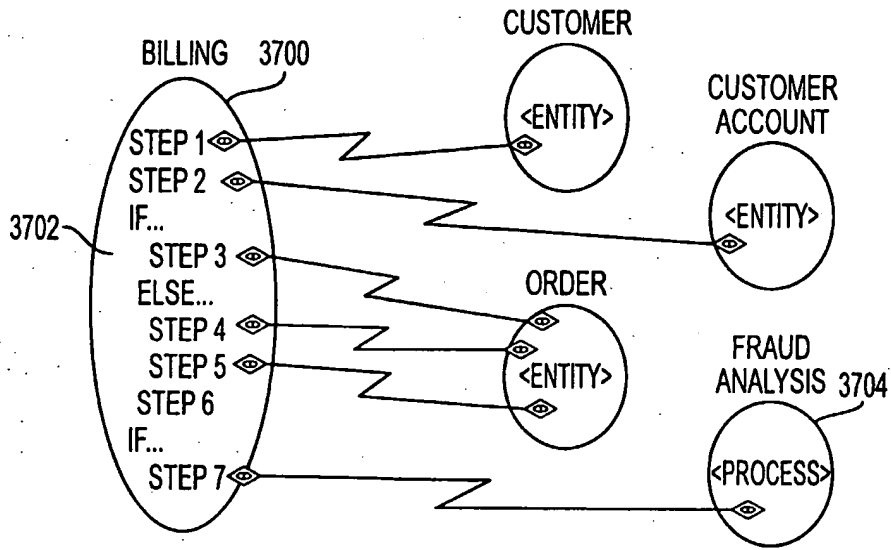 BILLING 3700
STEP 1
STEP 2
IF...
3702
STEP 3
ELSE...
STEP 4
STEP 5
STEP 6
IF...
STEP 7
CUSTOMER
<ENTITY>
CUSTOMER
ACCOUNT
<ENTITY>
ORDER
<ENTITY>
FRAUD
ANALYSIS 3704
<PROCESS>